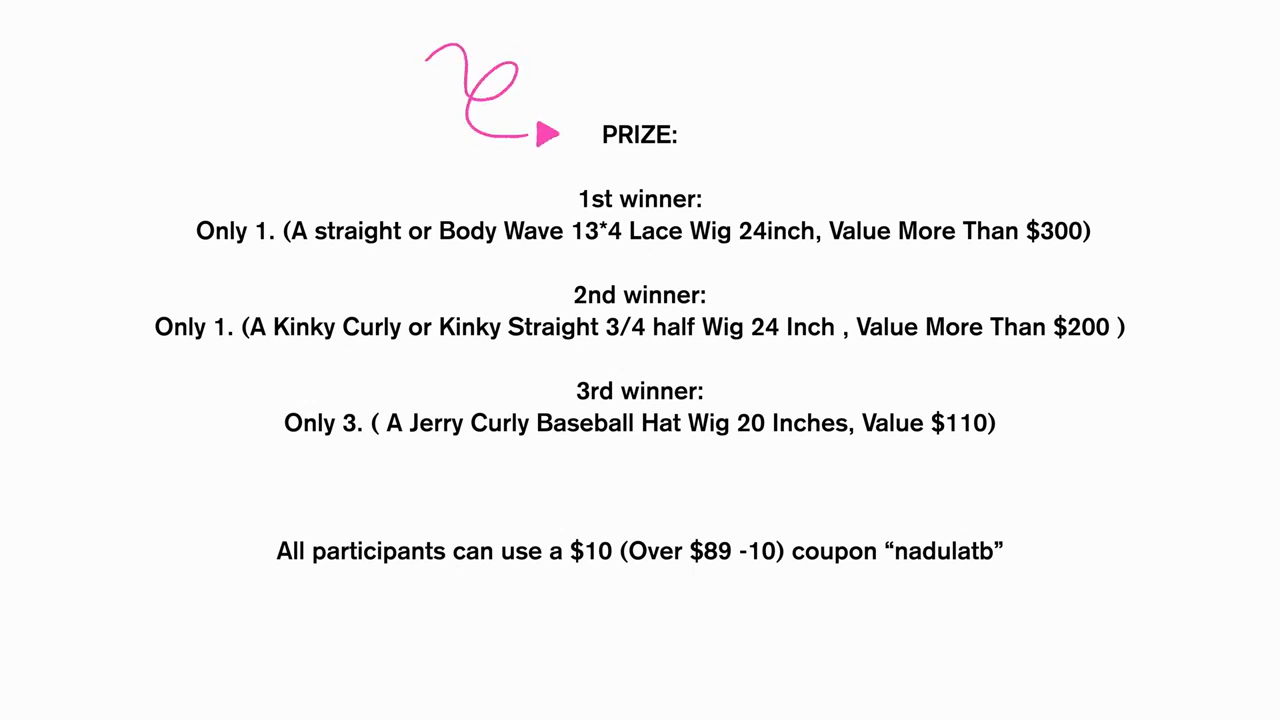 PRIZE:
1st winner:
Only 1. (A straight or Body Wave 13*4 Lace Wig 24inch, Value More Than $300)
2nd winner:
Only 1. (A Kinky Curly or Kinky Straight 3/4 half Wig 24 Inch , Value More Than $200 )
3rd winner:
Only 3. ( A Jerry Curly Baseball Hat Wig 20 Inches, Value $110)
All participants can use a $10 (Over $89 -10) coupon “nadulatb”